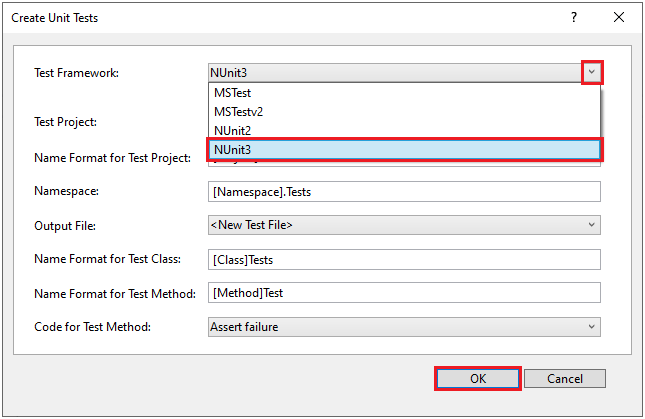 Create Unit Tests
?
Test Framework: NUnit3
MSTest
MSTestv2
Test Project:
NUnit2
NUnit3
Name Format for Test Project:
Namespace: [Namespace].Tests
Output File: <New Test File>
Name Format for Test Class: [Class]Tests
Name Format for Test Method: [Method]Test
Code for Test Method: Assert failure
OK Cancel